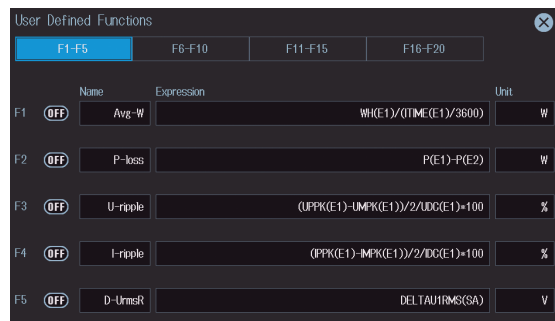 User Defined Functions
F1-F5 F6-F10 F11-F15 F16-F20
Name Expression Unit
F1 OFF Avg-W WH(E1)/(ITIME(E1)/3600) W
F2 OFF P-loss P(E1)-P(E2) W
F3 OFF U-ripple (UPPK(E1)-UMPK(E1))/2/UDC(E1)*100 %
F4 OFF I-ripple (IPPK(E1)-IMPK(E1))/2/IDC(E1)*100 %
F5 OFF D-UrmsR DELTAU1RMS(SA) V